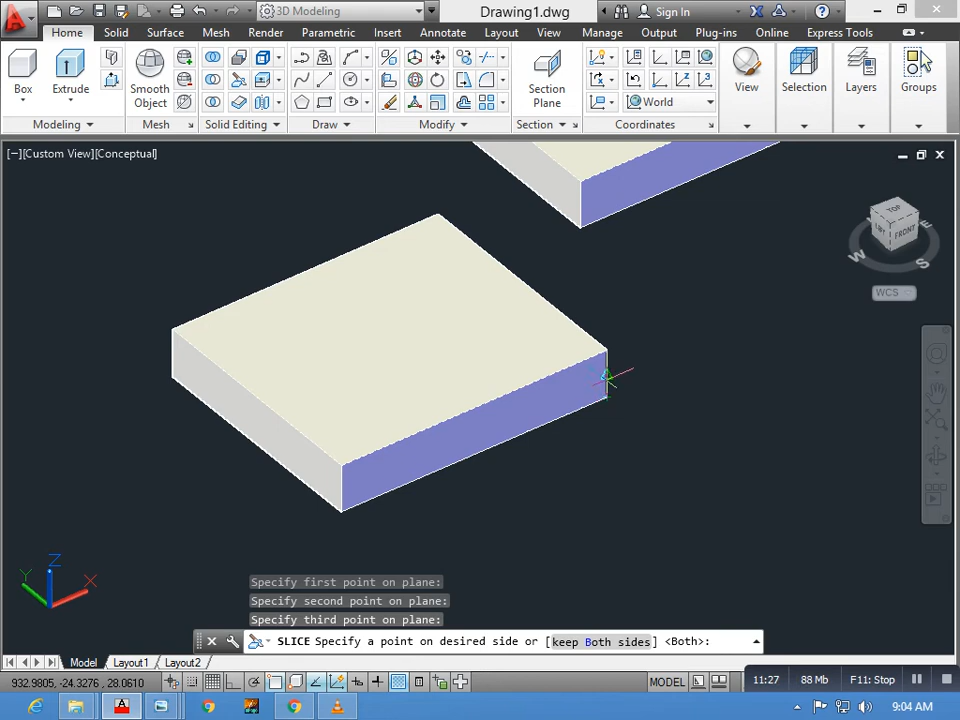 Drawing1.dwg
3D Modeling
Sign In
Home Solid Surface Mesh Render Parametric Insert Annotate Layout View Manage Output Plug-ins Online Express Tools
Box Extrude Smooth Object Section Plane World View Selection Layers Groups
Modeling Mesh Solid Editing Draw Modify Section Coordinates
[−][Custom View][Conceptual]
TOP
LEFT FRONT
W S E
WCS
Z
Y X
Specify first point on plane:
Specify second point on plane:
Specify third point on plane:
SLICE Specify a point on desired side or [keep Both sides] <Both>:
Model Layout1 Layout2
932.9805, -24.3276, 28.0610
MODEL
11:27 88 Mb F11: Stop
9:04 AM